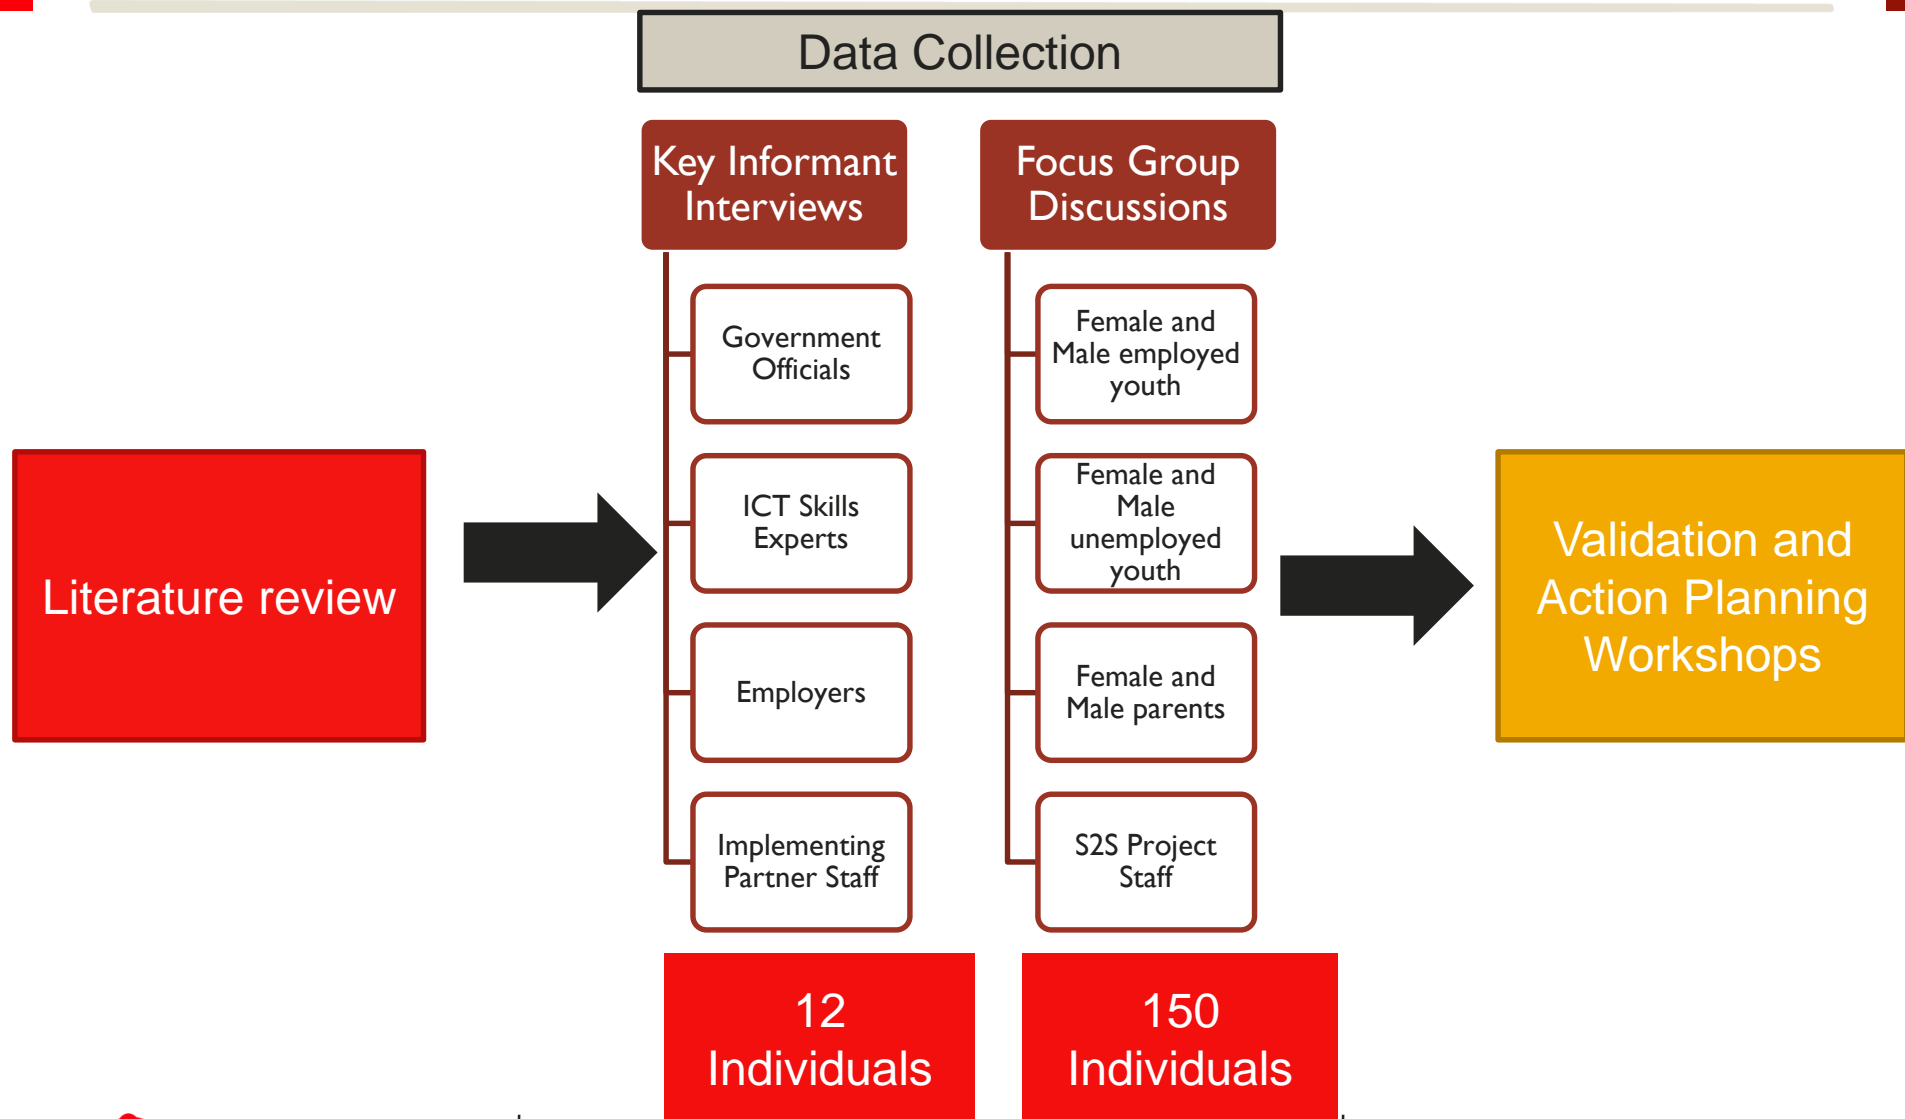 Data Collection
Key Informant
Interviews
Focus Group
Discussions
Government
Officials
ICT Skills
Experts
Employers
Implementing
Partner Staff
Female and
Male employed
youth
Female and
Male
unemployed
youth
Female and
Male parents
S2S Project
Staff
Literature review
Validation and
Action Planning
Workshops
12
Individuals
150
Individuals